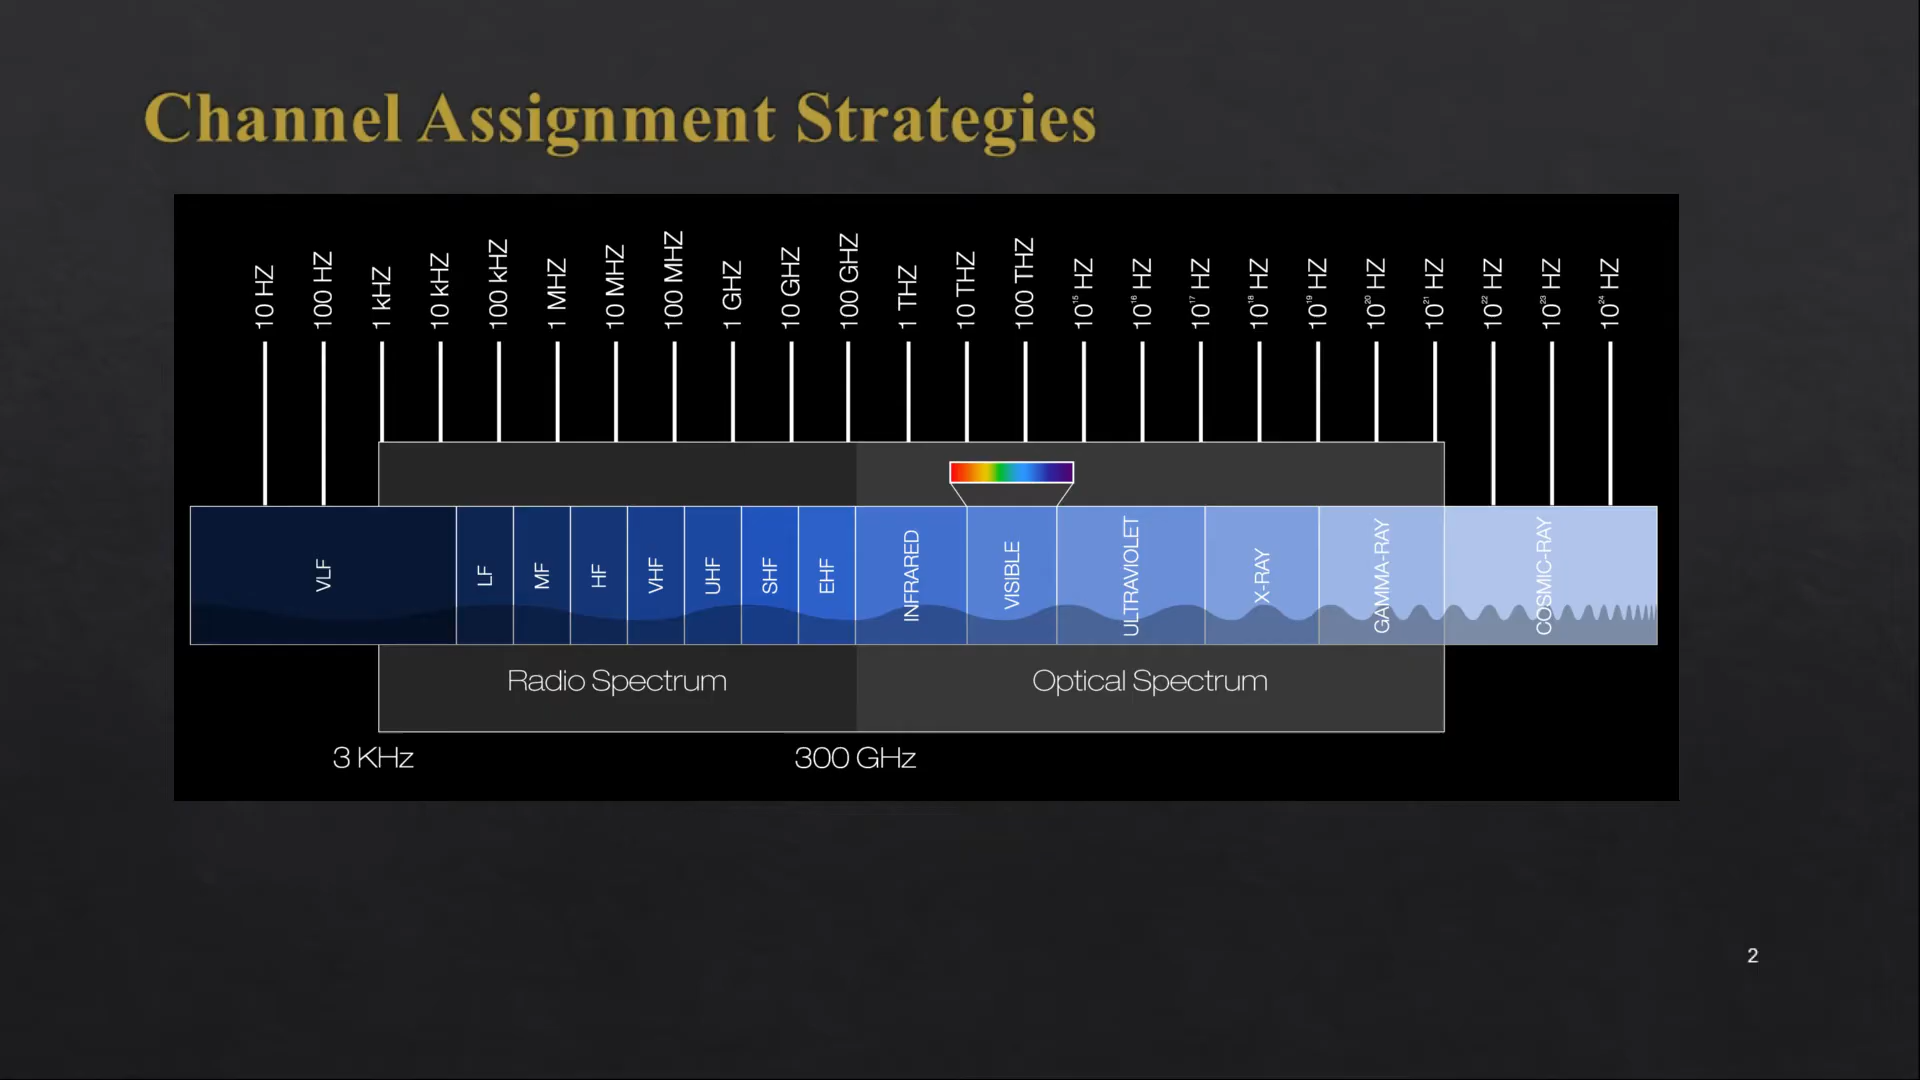 Channel Assignment Strategies
10 HZ
100 HZ
1 kHZ
10 kHZ
100 kHZ
1 MHZ
10 MHZ
100 MHZ
1 GHZ
10 GHZ
100 GHZ
1 THZ
10 THZ
100 THZ
10¹⁵ HZ
10¹⁶ HZ
10¹⁷ HZ
10¹⁸ HZ
10¹⁹ HZ
10²⁰ HZ
10²¹ HZ
10²² HZ
10²³ HZ
10²⁴ HZ
VLF
LF
MF
HF
VHF
UHF
SHF
EHF
INFRARED
VISIBLE
ULTRAVIOLET
X-RAY
GAMMA-RAY
COSMIC-RAY
Radio Spectrum
Optical Spectrum
3 KHz
300 GHz
2